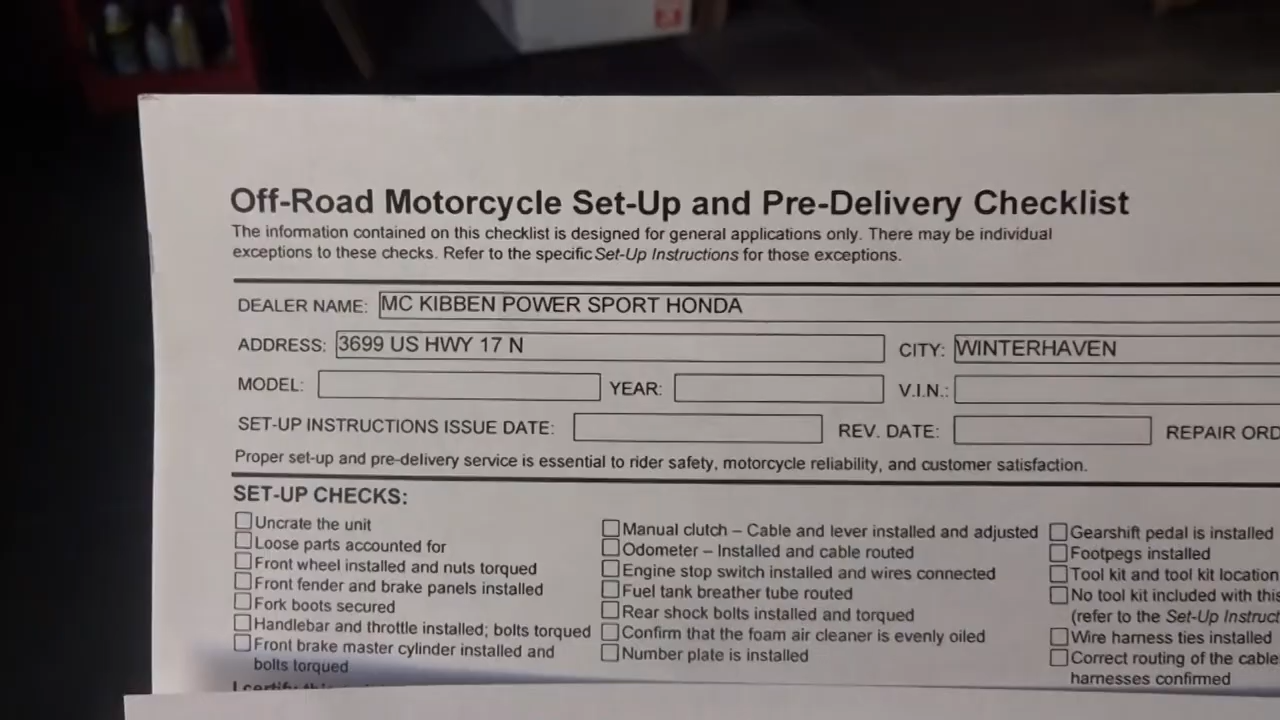 Off-Road Motorcycle Set-Up and Pre-Delivery Checklist
The information contained on this checklist is designed for general applications only. There may be individual
exceptions to these checks. Refer to the specific Set-Up Instructions for those exceptions.
DEALER NAME: MC KIBBEN POWER SPORT HONDA
ADDRESS: 3699 US HWY 17 N CITY: WINTERHAVEN
MODEL: YEAR: V.I.N.:
SET-UP INSTRUCTIONS ISSUE DATE: REV. DATE: REPAIR ORD
Proper set-up and pre-delivery service is essential to rider safety, motorcycle reliability, and customer satisfaction.
SET-UP CHECKS:
Uncrate the unit
Loose parts accounted for
Front wheel installed and nuts torqued
Front fender and brake panels installed
Fork boots secured
Handlebar and throttle installed; bolts torqued
Front brake master cylinder installed and
bolts torqued
Manual clutch – Cable and lever installed and adjusted
Odometer – Installed and cable routed
Engine stop switch installed and wires connected
Fuel tank breather tube routed
Rear shock bolts installed and torqued
Confirm that the foam air cleaner is evenly oiled
Number plate is installed
Gearshift pedal is installed
Footpegs installed
Tool kit and tool kit location
No tool kit included with this
(refer to the Set-Up Instruct
Wire harness ties installed
Correct routing of the cable
harnesses confirmed